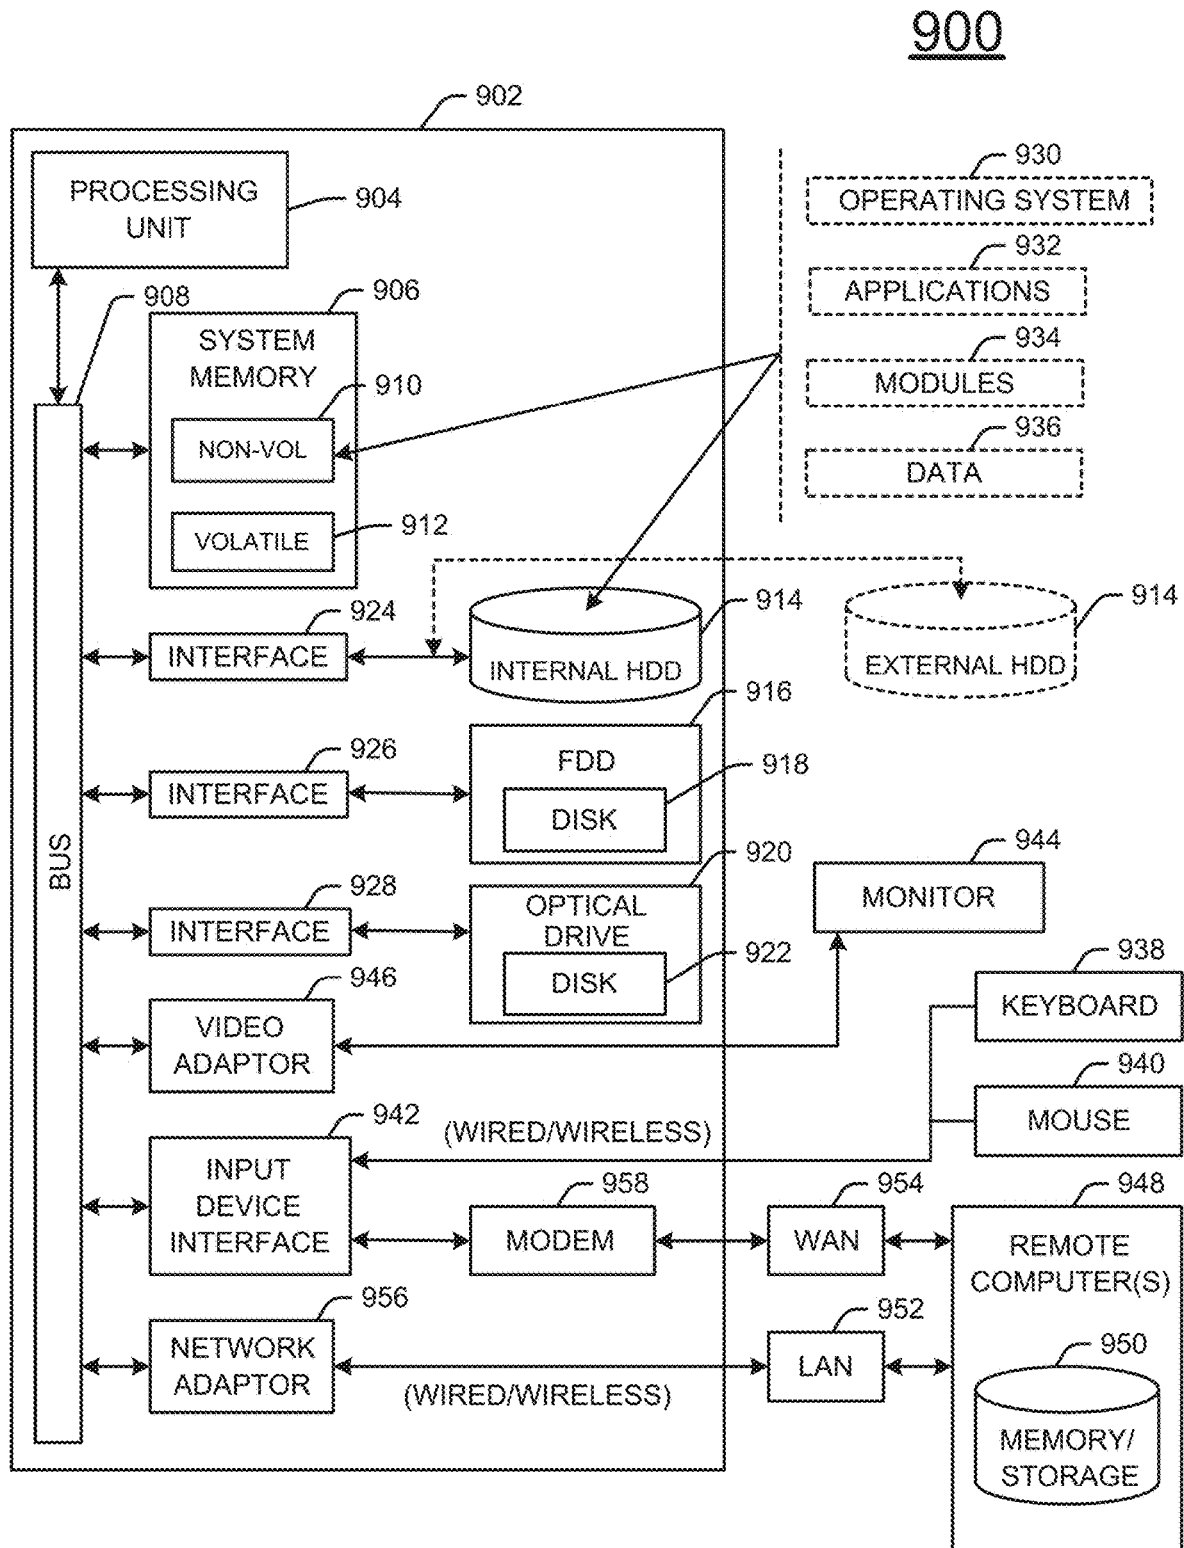 900
902
PROCESSING
UNIT
904
908
906
SYSTEM
MEMORY
910
NON-VOL
912
VOLATILE
930
OPERATING SYSTEM
932
APPLICATIONS
934
MODULES
936
DATA
924
INTERFACE
914
INTERNAL HDD
914
EXTERNAL HDD
916
926
INTERFACE
FDD
918
DISK
BUS
920
928
INTERFACE
OPTICAL
DRIVE
922
DISK
944
MONITOR
946
VIDEO
ADAPTOR
938
KEYBOARD
940
MOUSE
942
(WIRED/WIRELESS)
INPUT
DEVICE
INTERFACE
958
MODEM
954
WAN
948
REMOTE
COMPUTER(S)
956
NETWORK
ADAPTOR
(WIRED/WIRELESS)
952
LAN
950
MEMORY/
STORAGE